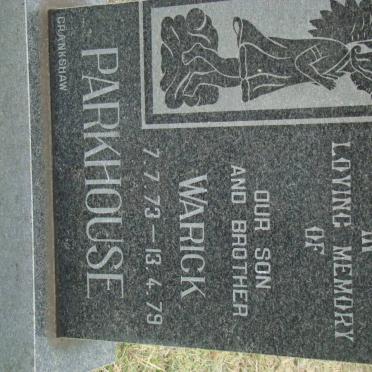 LOVING MEMORY
OF
OUR SON
AND BROTHER
WARICK
7.7.73 — 13.4.79
PARKHOUSE
CRANKSHAW